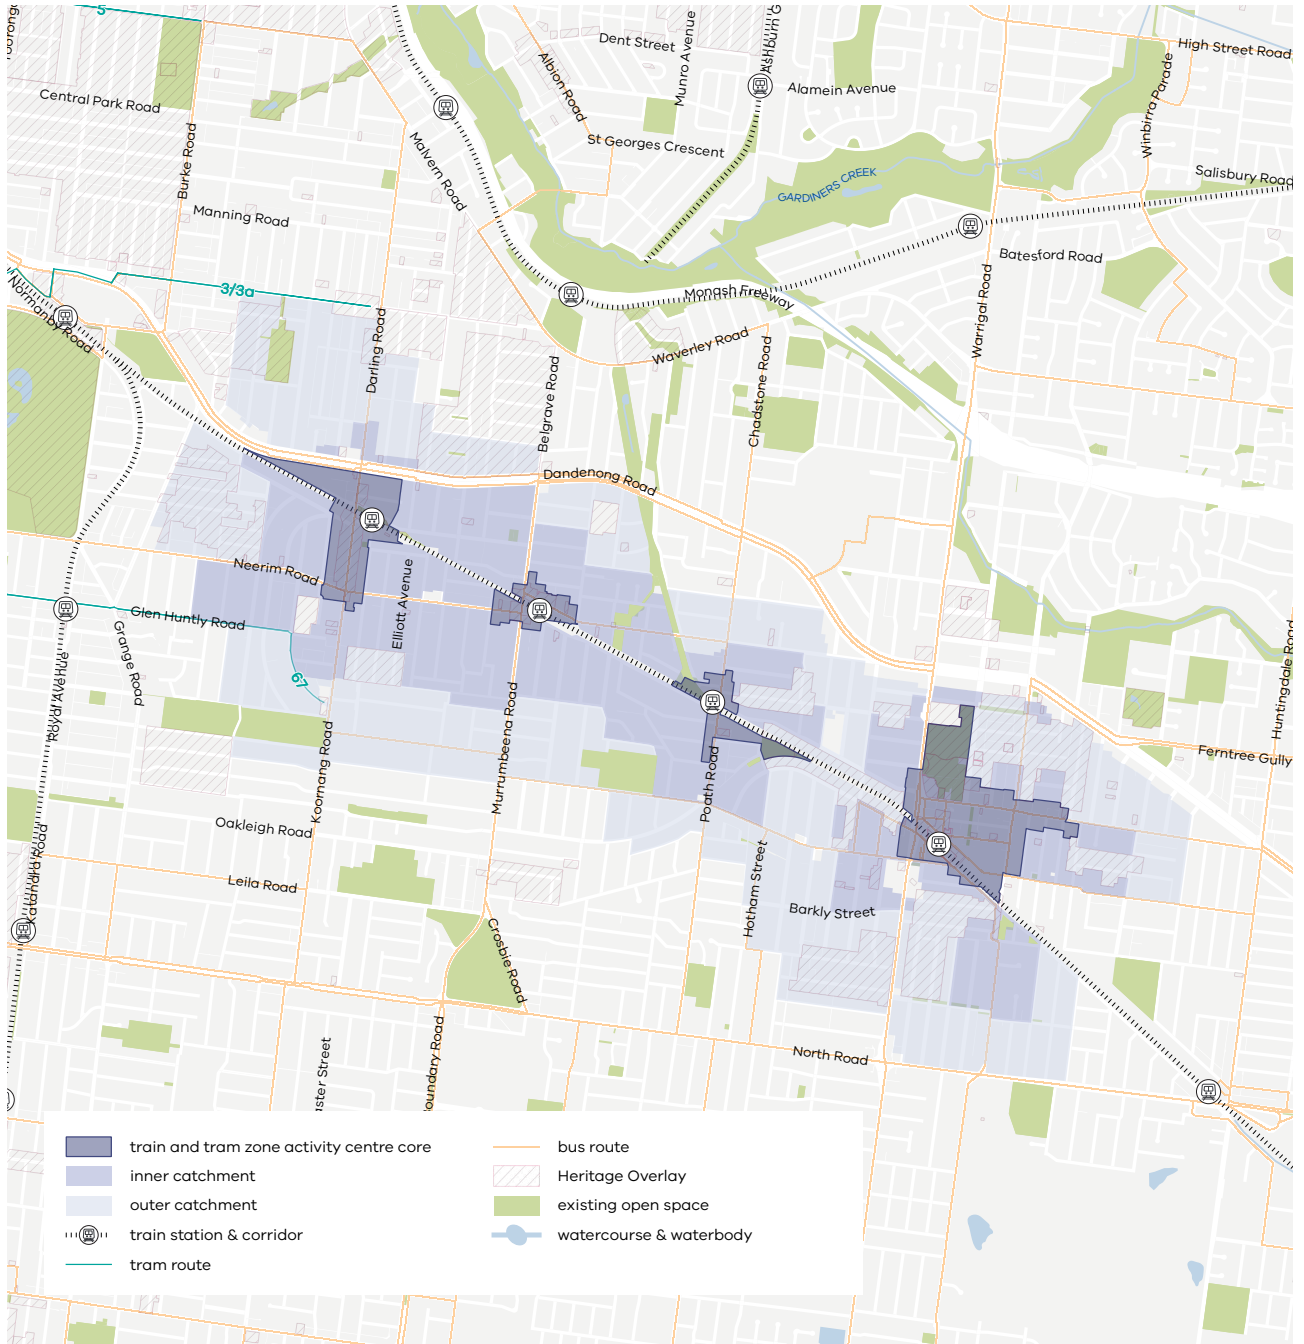 5
Dent Street
Munro Avenue
High Street Road
Albion Road
Alamein Avenue
Central Park Road
Winbirra Parade
Burke Road
Malvern Road
St Georges Crescent
GARDINERS CREEK
Salisbury Road
Manning Road
Batesford Road
3/3a
Monash Freeway
Normanby Road
Warrigal Road
Darling Road
Waverley Road
Chadstone Road
Belgrave Road
Dandenong Road
Neerim Road
Elliott Avenue
Glen Huntly Road
Grange Road
67
Royal Avenue
Huntingdale Road
Murrumbeena Road
Koornang Road
Poath Road
Ferntree Gully
Oakleigh Road
Katandra Road
Leila Road
Hotham Street
Barkly Street
Crosbie Road
North Road
aster Street
oundary Road
train and tram zone activity centre core
inner catchment
outer catchment
train station & corridor
tram route
bus route
Heritage Overlay
existing open space
watercourse & waterbody